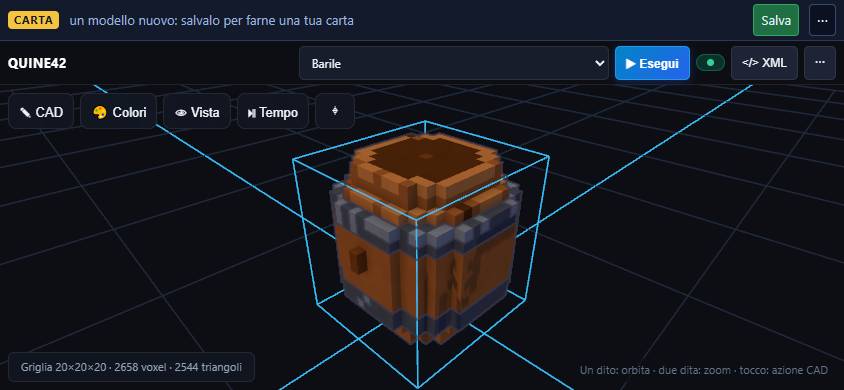 CARTA un modello nuovo: salvalo per farne una tua carta Salva ...
QUINE42 Barile ▶ Esegui </> XML ...
CAD Colori Vista Tempo
Griglia 20×20×20 · 2658 voxel · 2544 triangoli
Un dito: orbita · due dita: zoom · tocco: azione CAD